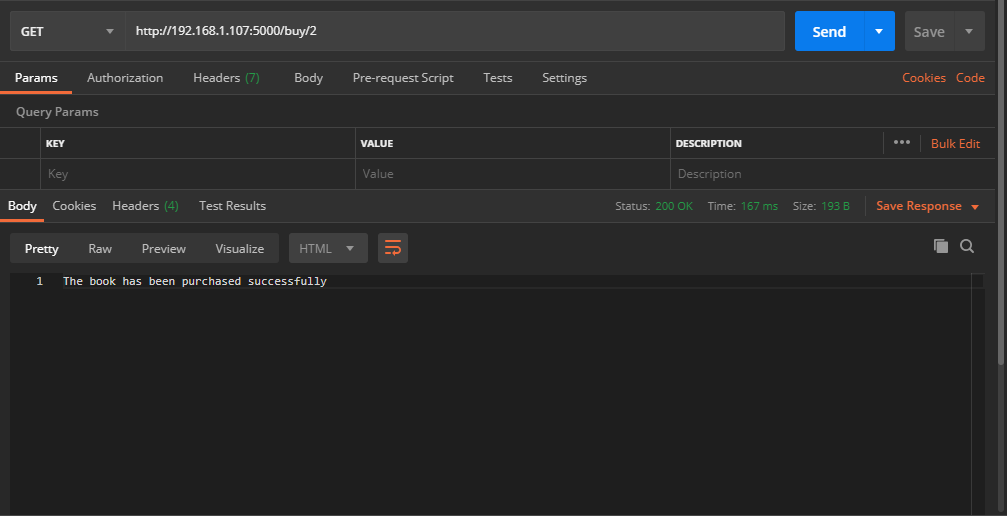 GET http://192.168.1.107:5000/buy/2 Send Save
Params Authorization Headers (7) Body Pre-request Script Tests Settings Cookies Code
Query Params
KEY VALUE DESCRIPTION ••• Bulk Edit
Key Value Description
Body Cookies Headers (4) Test Results Status: 200 OK Time: 167 ms Size: 193 B Save Response
Pretty Raw Preview Visualize HTML
1 The book has been purchased successfully